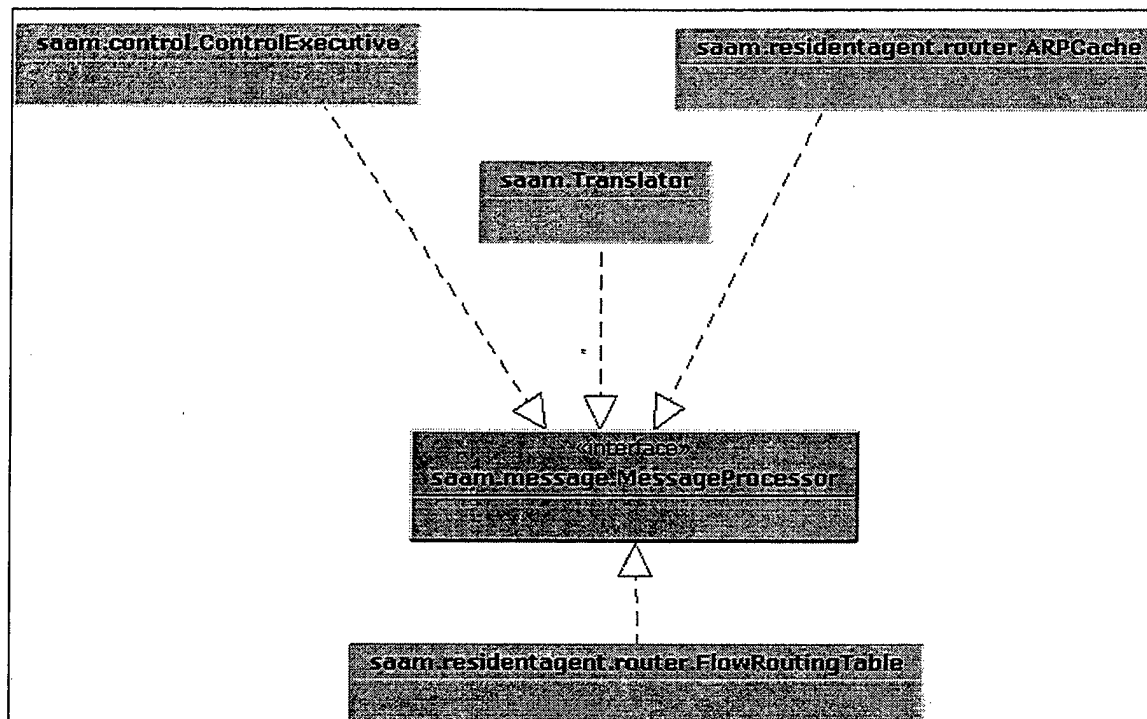 saam.control.ControlExecutive
saam.residentagent.router.ARPCache
saam.Translator
«interface»
saam.message.MessageProcessor
saam.residentagent.router.FlowRoutingTable